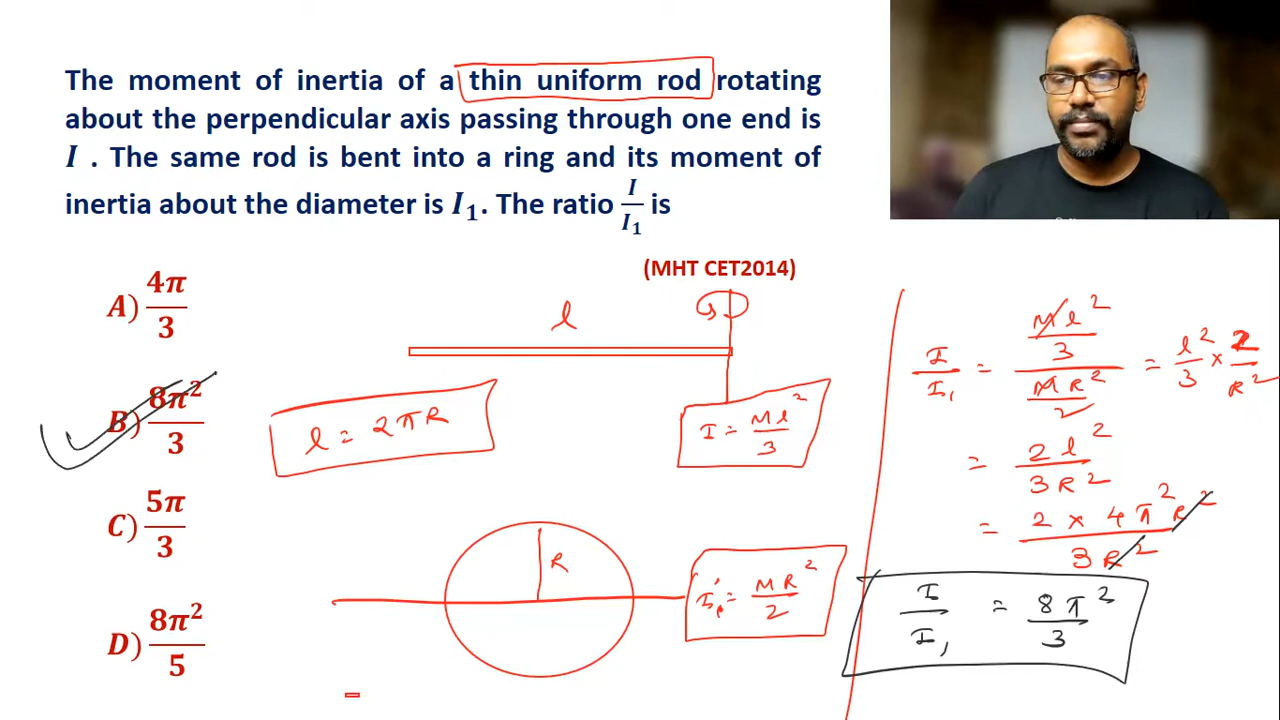 The moment of inertia of a thin uniform rod rotating
about the perpendicular axis passing through one end is
I . The same rod is bent into a ring and its moment of
inertia about the diameter is I₁. The ratio I/I₁ is
(MHT CET2014)
A) 4π/3
B) 8π²/3
C) 5π/3
D) 8π²/5
l
l = 2πR
I = Ml²/3
R
= MR²/2
I/I₁ = (Ml²/3)/(MR²/2) = l²/3 × 2/R²
= 2l²/3R²
= 2 × 4π²R²/3R²
I/I₁ = 8π²/3